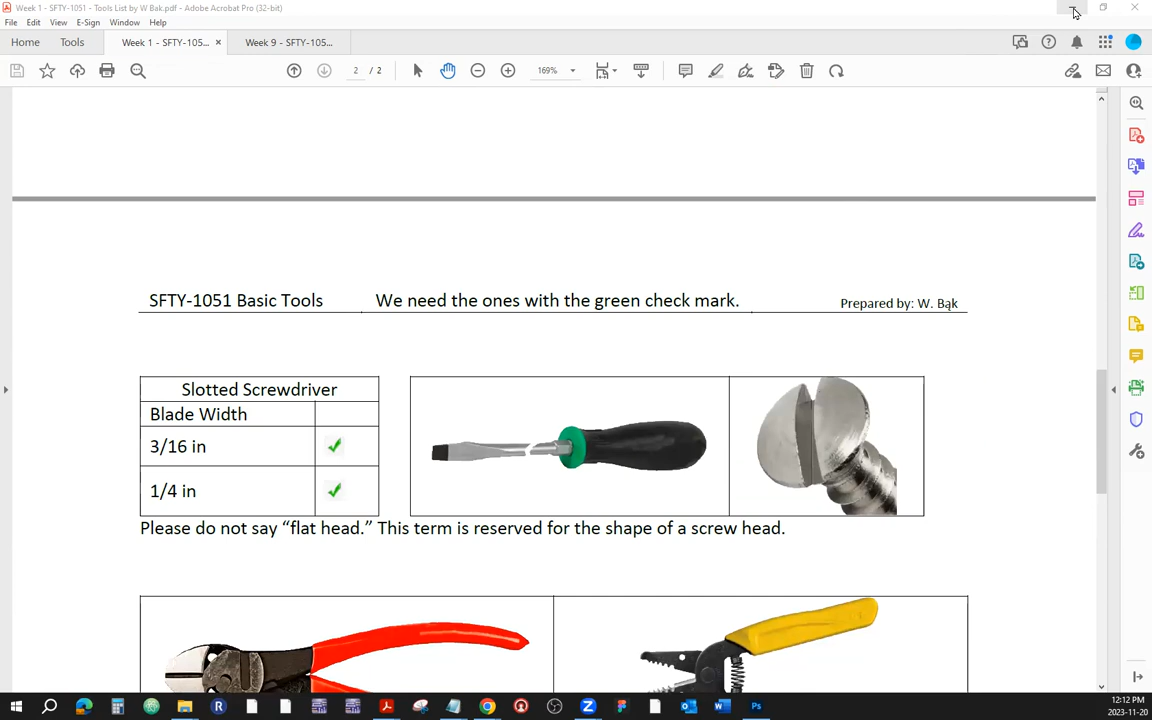 Week 1 - SFTY-1051 - Tools List by W Bak.pdf - Adobe Acrobat Pro (32-bit)
File Edit View E-Sign Window Help
Home Tools Week 1 - SFTY-105... × Week 9 - SFTY-105...
2 / 2 169%
SFTY-1051 Basic Tools We need the ones with the green check mark. Prepared by: W. Bąk
Slotted Screwdriver
Blade Width
3/16 in
1/4 in
Please do not say “flat head.” This term is reserved for the shape of a screw head.
12:12 PM
2023-11-20